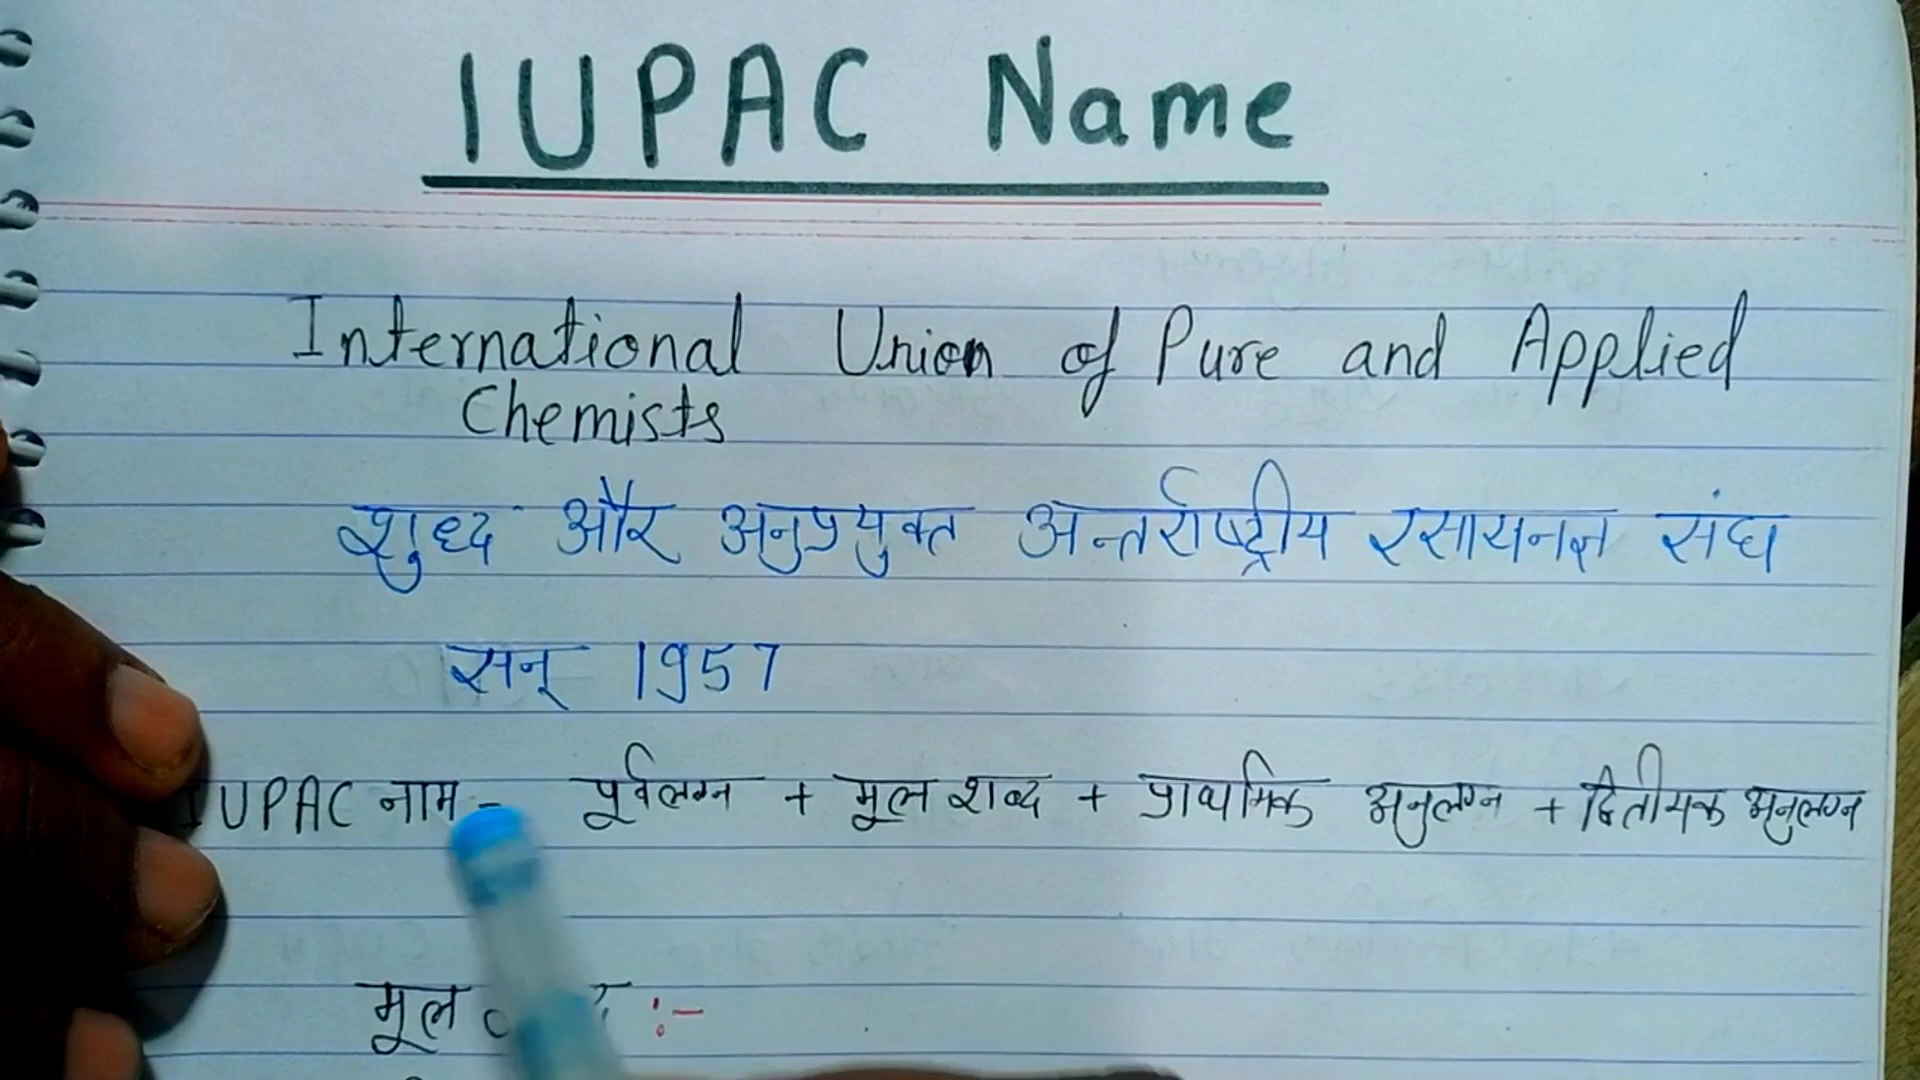 IUPAC Name
International Union of Pure and Applied
Chemists
शुध्द और अनुप्रयुक्त अन्तर्राष्ट्रीय रसायनज्ञ संघ
सन् 1957
IUPAC नाम - पूर्वलग्न + मूल शब्द + प्राथमिक अनुलग्न + द्वितीयक अनुलग्न
मूल :-